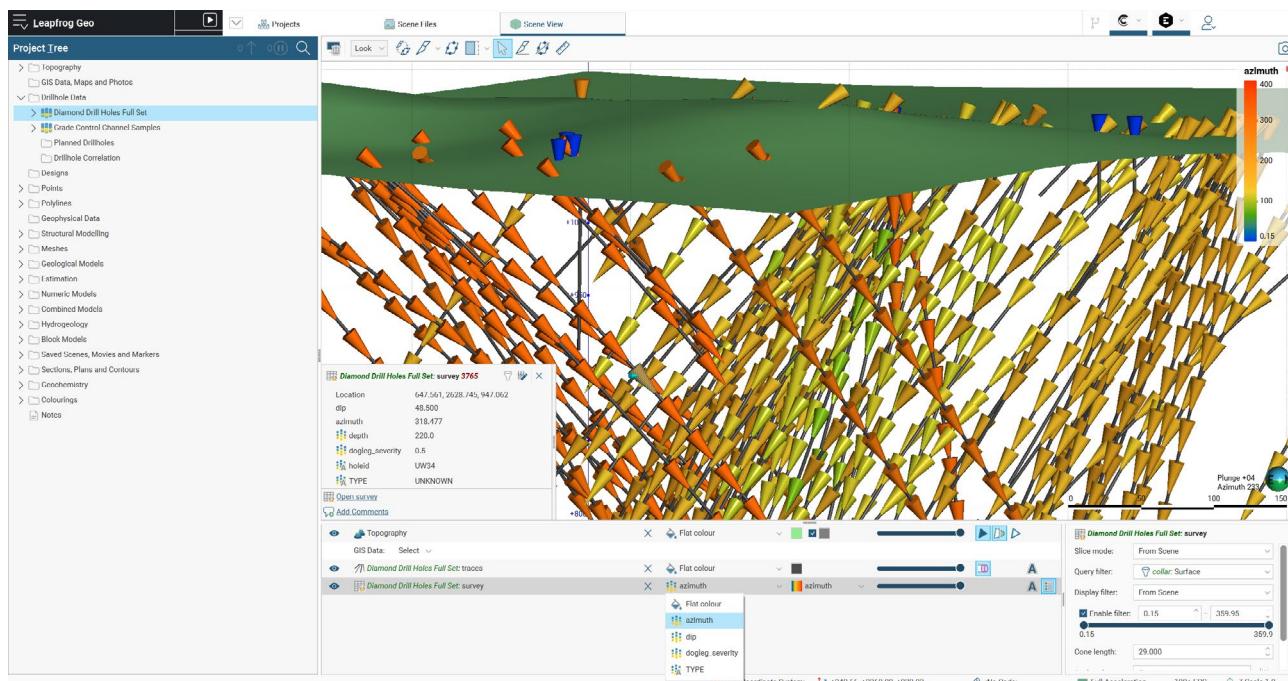 Leapfrog Geo
Projects
Scene Files
Scene View
Project Tree
0
0
Look
Topography
GIS Data, Maps and Photos
Drillhole Data
Diamond Drill Holes Full Set
Grade Control Channel Samples
Planned Drillholes
Drillhole Correlation
Designs
Points
Polylines
Geophysical Data
Structural Modelling
Meshes
Geological Models
Estimation
Numeric Models
Combined Models
Hydrogeology
Block Models
Saved Scenes, Movies and Markers
Sections, Plans and Contours
Geochemistry
Colourings
Notes
azimuth
400
300
200
100
0.15
Plunge +04
Azimuth 233
0 50 100 150
Diamond Drill Holes Full Set: survey 3765
Location 647.561, 2628.745, 947.062
dip 48.500
azimuth 318.477
depth 220.0
dogleg_severity 0.5
holeid UW34
TYPE UNKNOWN
Open survey
Add Comments
Topography Flat colour
GIS Data: Select
Diamond Drill Holes Full Set: traces Flat colour A
Diamond Drill Holes Full Set: survey azimuth azimuth A
Flat colour
azimuth
dip
dogleg_severity
TYPE
Diamond Drill Holes Full Set: survey
Slice mode: From Scene
Query filter: collar: Surface
Display filter: From Scene
Enable filter: 0.15 - 359.95
0.15 359.9
Cone length: 29.000